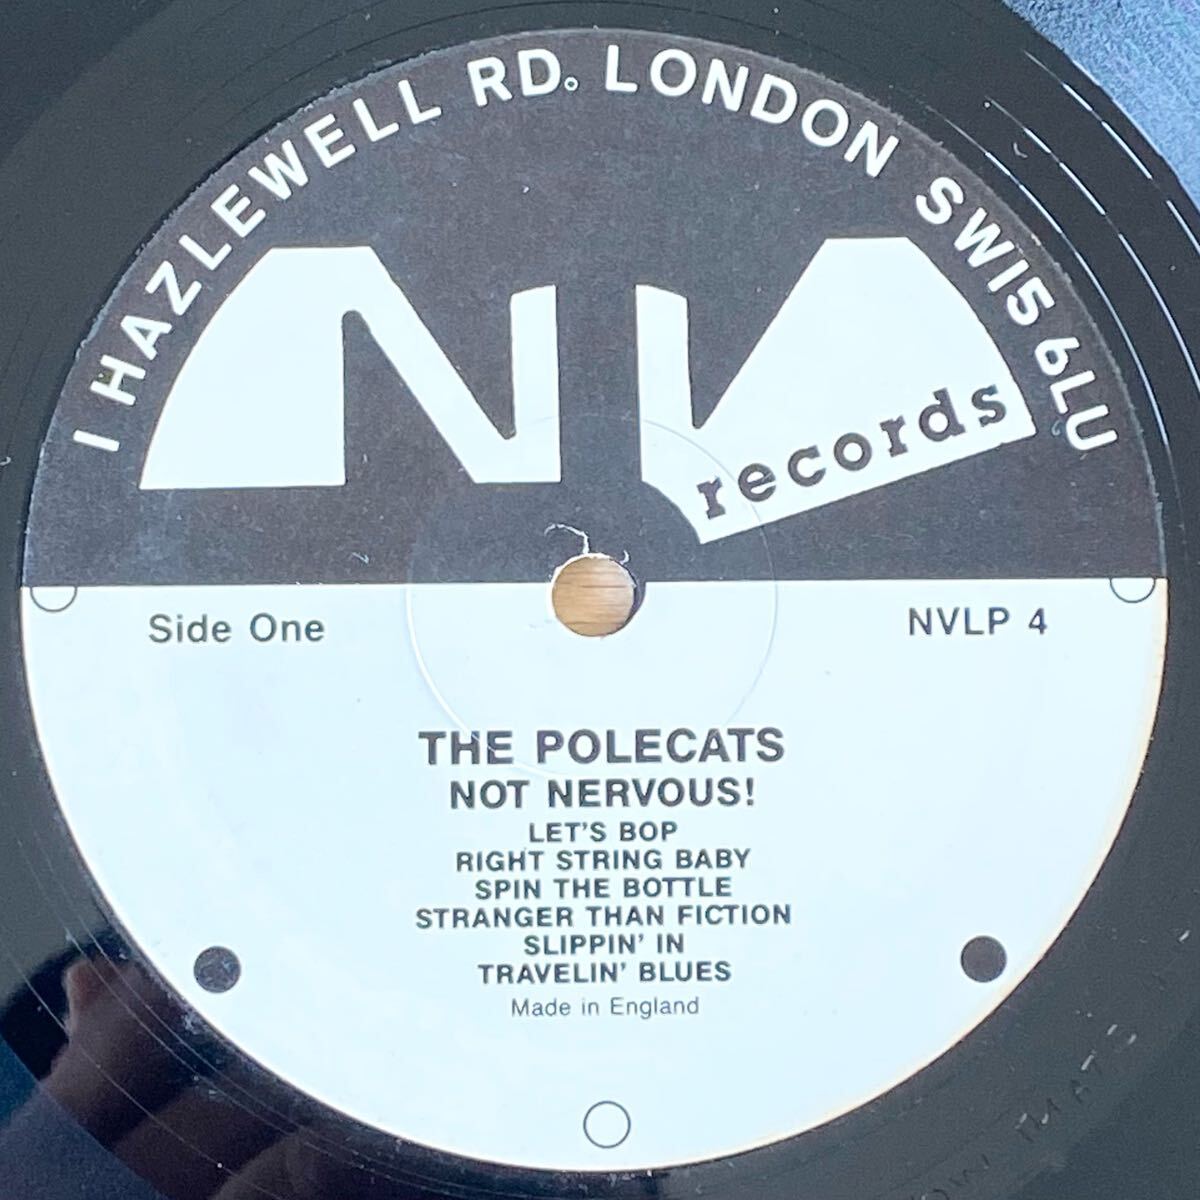 1 HAZLEWELL RD. LONDON SW15 6LU
NV
records
Side One
NVLP 4
THE POLECATS
NOT NERVOUS!
LET'S BOP
RIGHT STRING BABY
SPIN THE BOTTLE
STRANGER THAN FICTION
SLIPPIN' IN
TRAVELIN' BLUES
Made in England